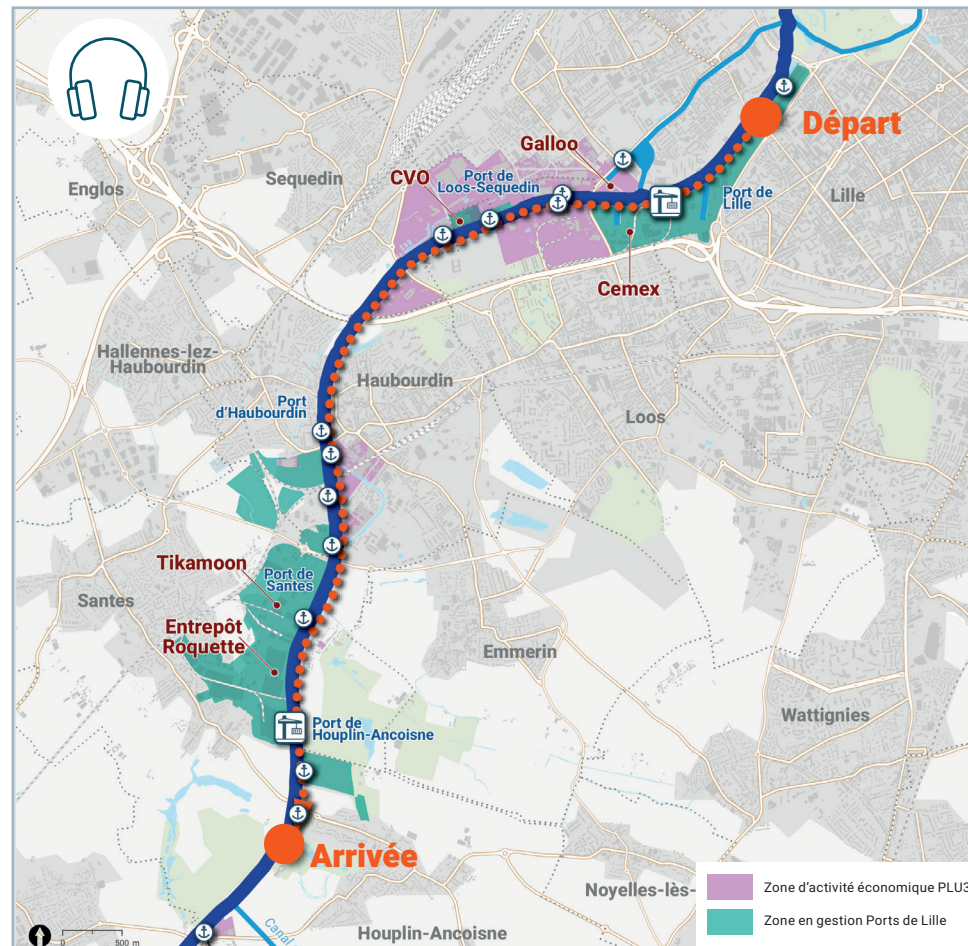 Départ
Galloo
CVO
Port de
Loos-Sequedin
Sequedin
Englos
Port de
Lille
Lille
Cemex
Hallennes-lez-
Haubourdin
Haubourdin
Port
d'Haubourdin
Loos
Tikamoon
Port de
Santes
Santes
Entrepôt
Roquette
Emmerin
Wattignies
Port de
Houplin-Ancoisne
Arrivée
Noyelles-lès-
Zone d'activité économique PLU3
Zone en gestion Ports de Lille
Canal
Houplin-Ancoisne
0
500 m